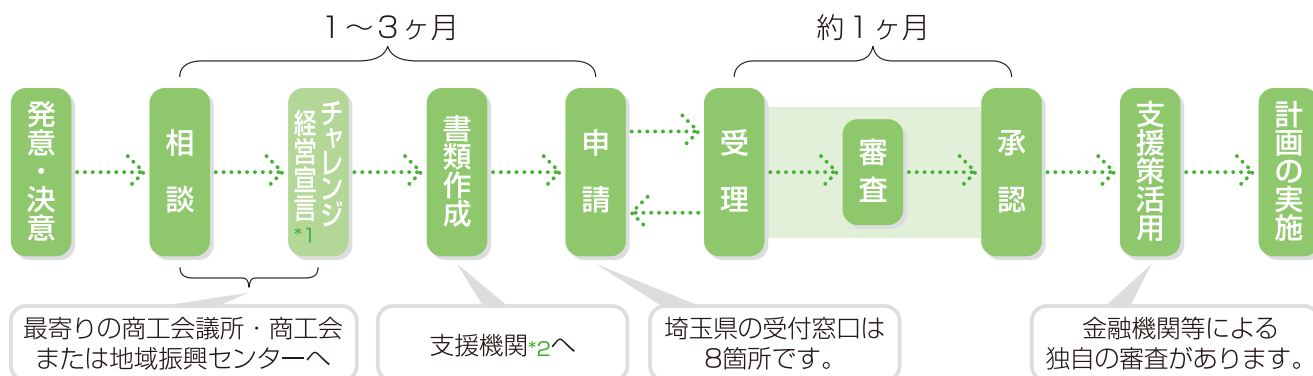 1～3ヶ月
約1ヶ月
発意・決意
相談
チャレンジ
経営宣言
*1
書類作成
申請
受理
審査
承認
支援策活用
計画の実施
最寄りの商工会議所・商工会
または地域振興センターへ
支援機関*2へ
埼玉県の受付窓口は
8箇所です。
金融機関等による
独自の審査があります。